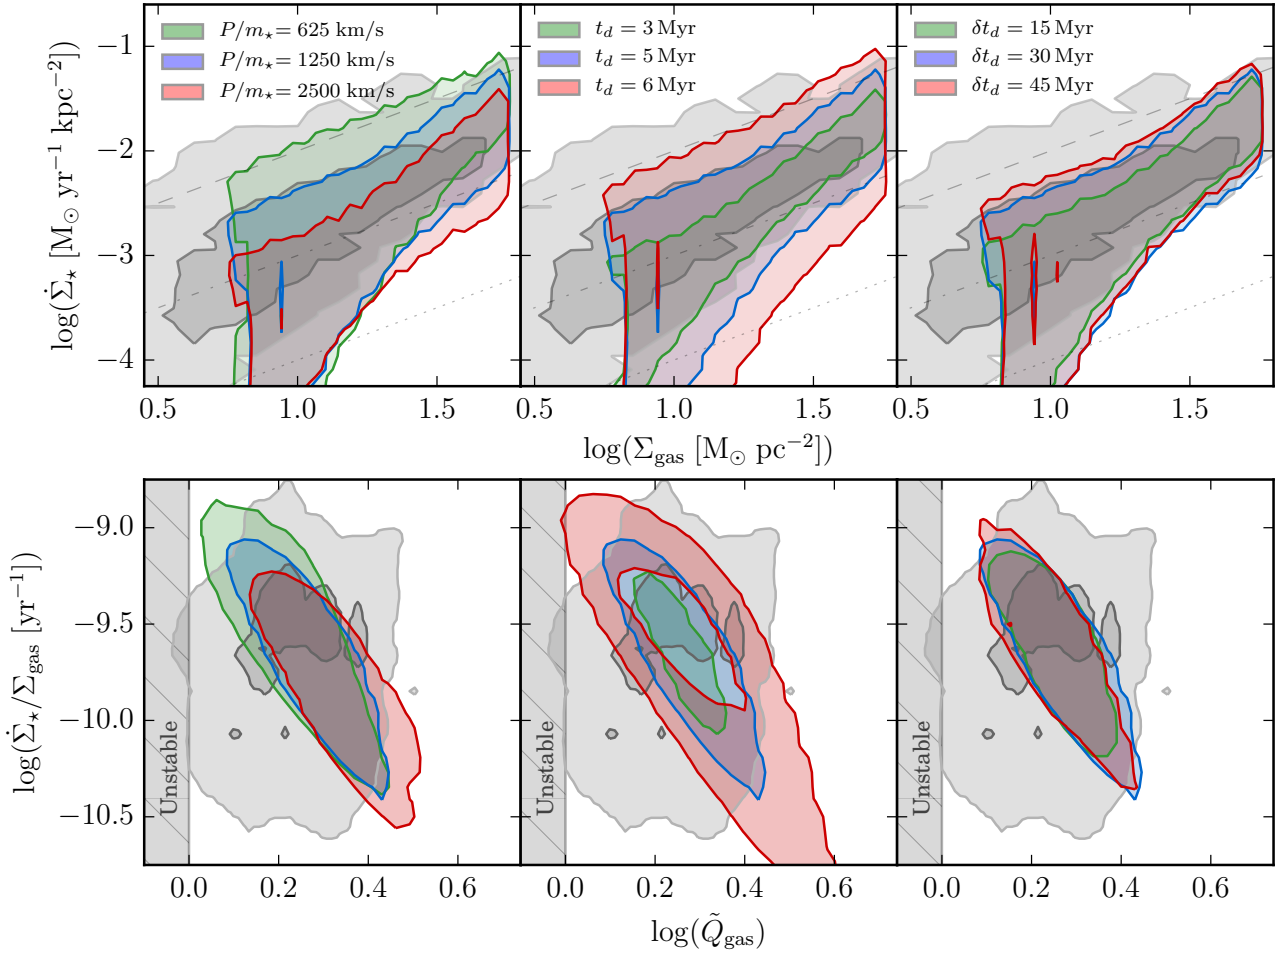 log(Σ̇⋆ [M⊙ yr⁻¹ kpc⁻²])
−1
−2
−3
−4
P/m⋆ = 625 km/s
P/m⋆ = 1250 km/s
P/m⋆ = 2500 km/s
t_d = 3 Myr
t_d = 5 Myr
t_d = 6 Myr
δt_d = 15 Myr
δt_d = 30 Myr
δt_d = 45 Myr
0.5 1.0 1.5 0.5 1.0 1.5 0.5 1.0 1.5
log(Σgas [M⊙ pc⁻²])
log(Σ̇⋆/Σgas [yr⁻¹])
−9.0
−9.5
−10.0
−10.5
Unstable
Unstable
Unstable
0.0 0.2 0.4 0.6 0.0 0.2 0.4 0.6 0.0 0.2 0.4 0.6
log(Q̃gas)